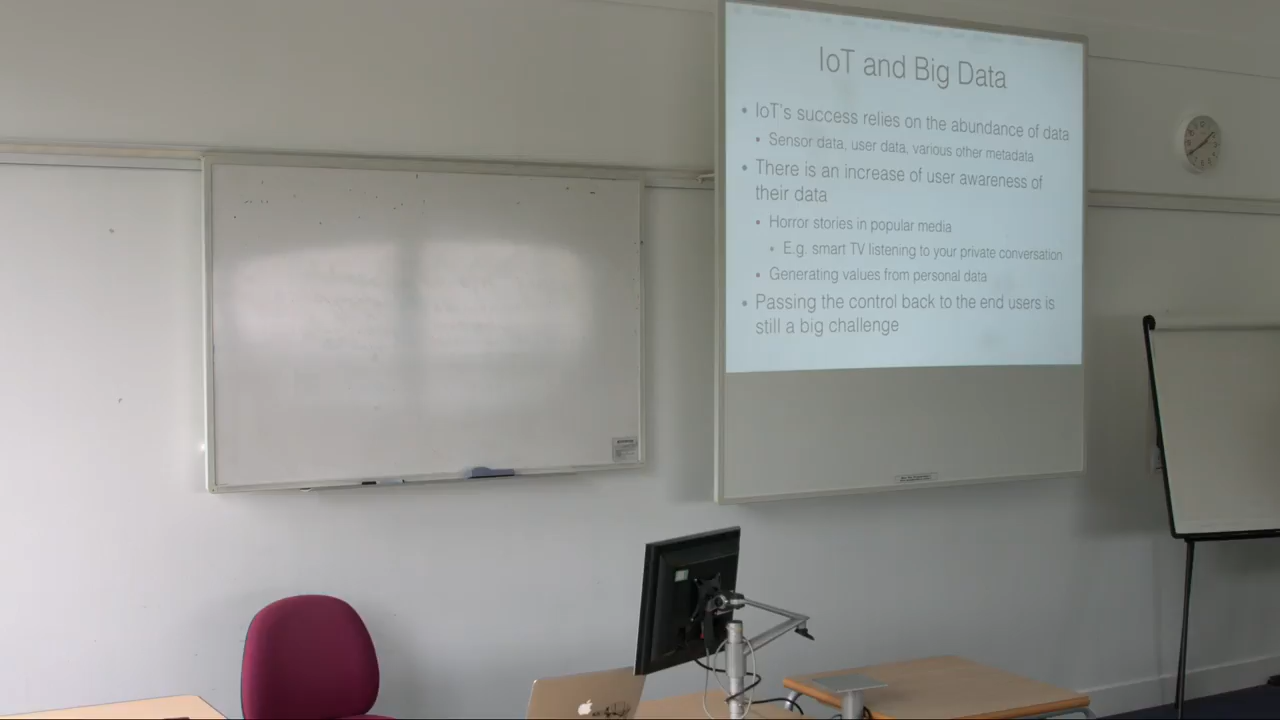 IoT and Big Data
• IoT's success relies on the abundance of data
• Sensor data, user data, various other metadata
• There is an increase of user awareness of
their data
• Horror stories in popular media
• E.g. smart TV listening to your private conversation
• Generating values from personal data
• Passing the control back to the end users is
still a big challenge